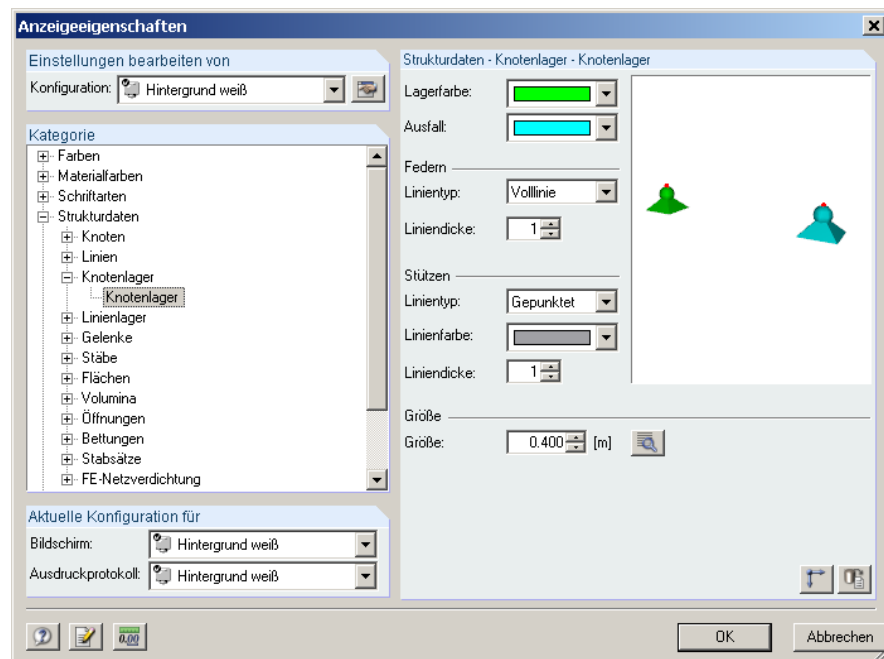 Anzeigeeigenschaften
Einstellungen bearbeiten von
Konfiguration: Hintergrund weiß
Kategorie
Farben
Materialfarben
Schriftarten
Strukturdaten
Knoten
Linien
Knotenlager
Knotenlager
Linienlager
Gelenke
Stäbe
Flächen
Volumina
Öffnungen
Bettungen
Stabsätze
FE-Netzverdichtung
Aktuelle Konfiguration für
Bildschirm: Hintergrund weiß
Ausdruckprotokoll: Hintergrund weiß
Strukturdaten - Knotenlager - Knotenlager
Lagerfarbe:
Ausfall:
Federn
Linientyp: Volllinie
Liniendicke: 1
Stützen
Linientyp: Gepunktet
Linienfarbe:
Liniendicke: 1
Größe
Größe: 0.400 [m]
0.00
OK
Abbrechen